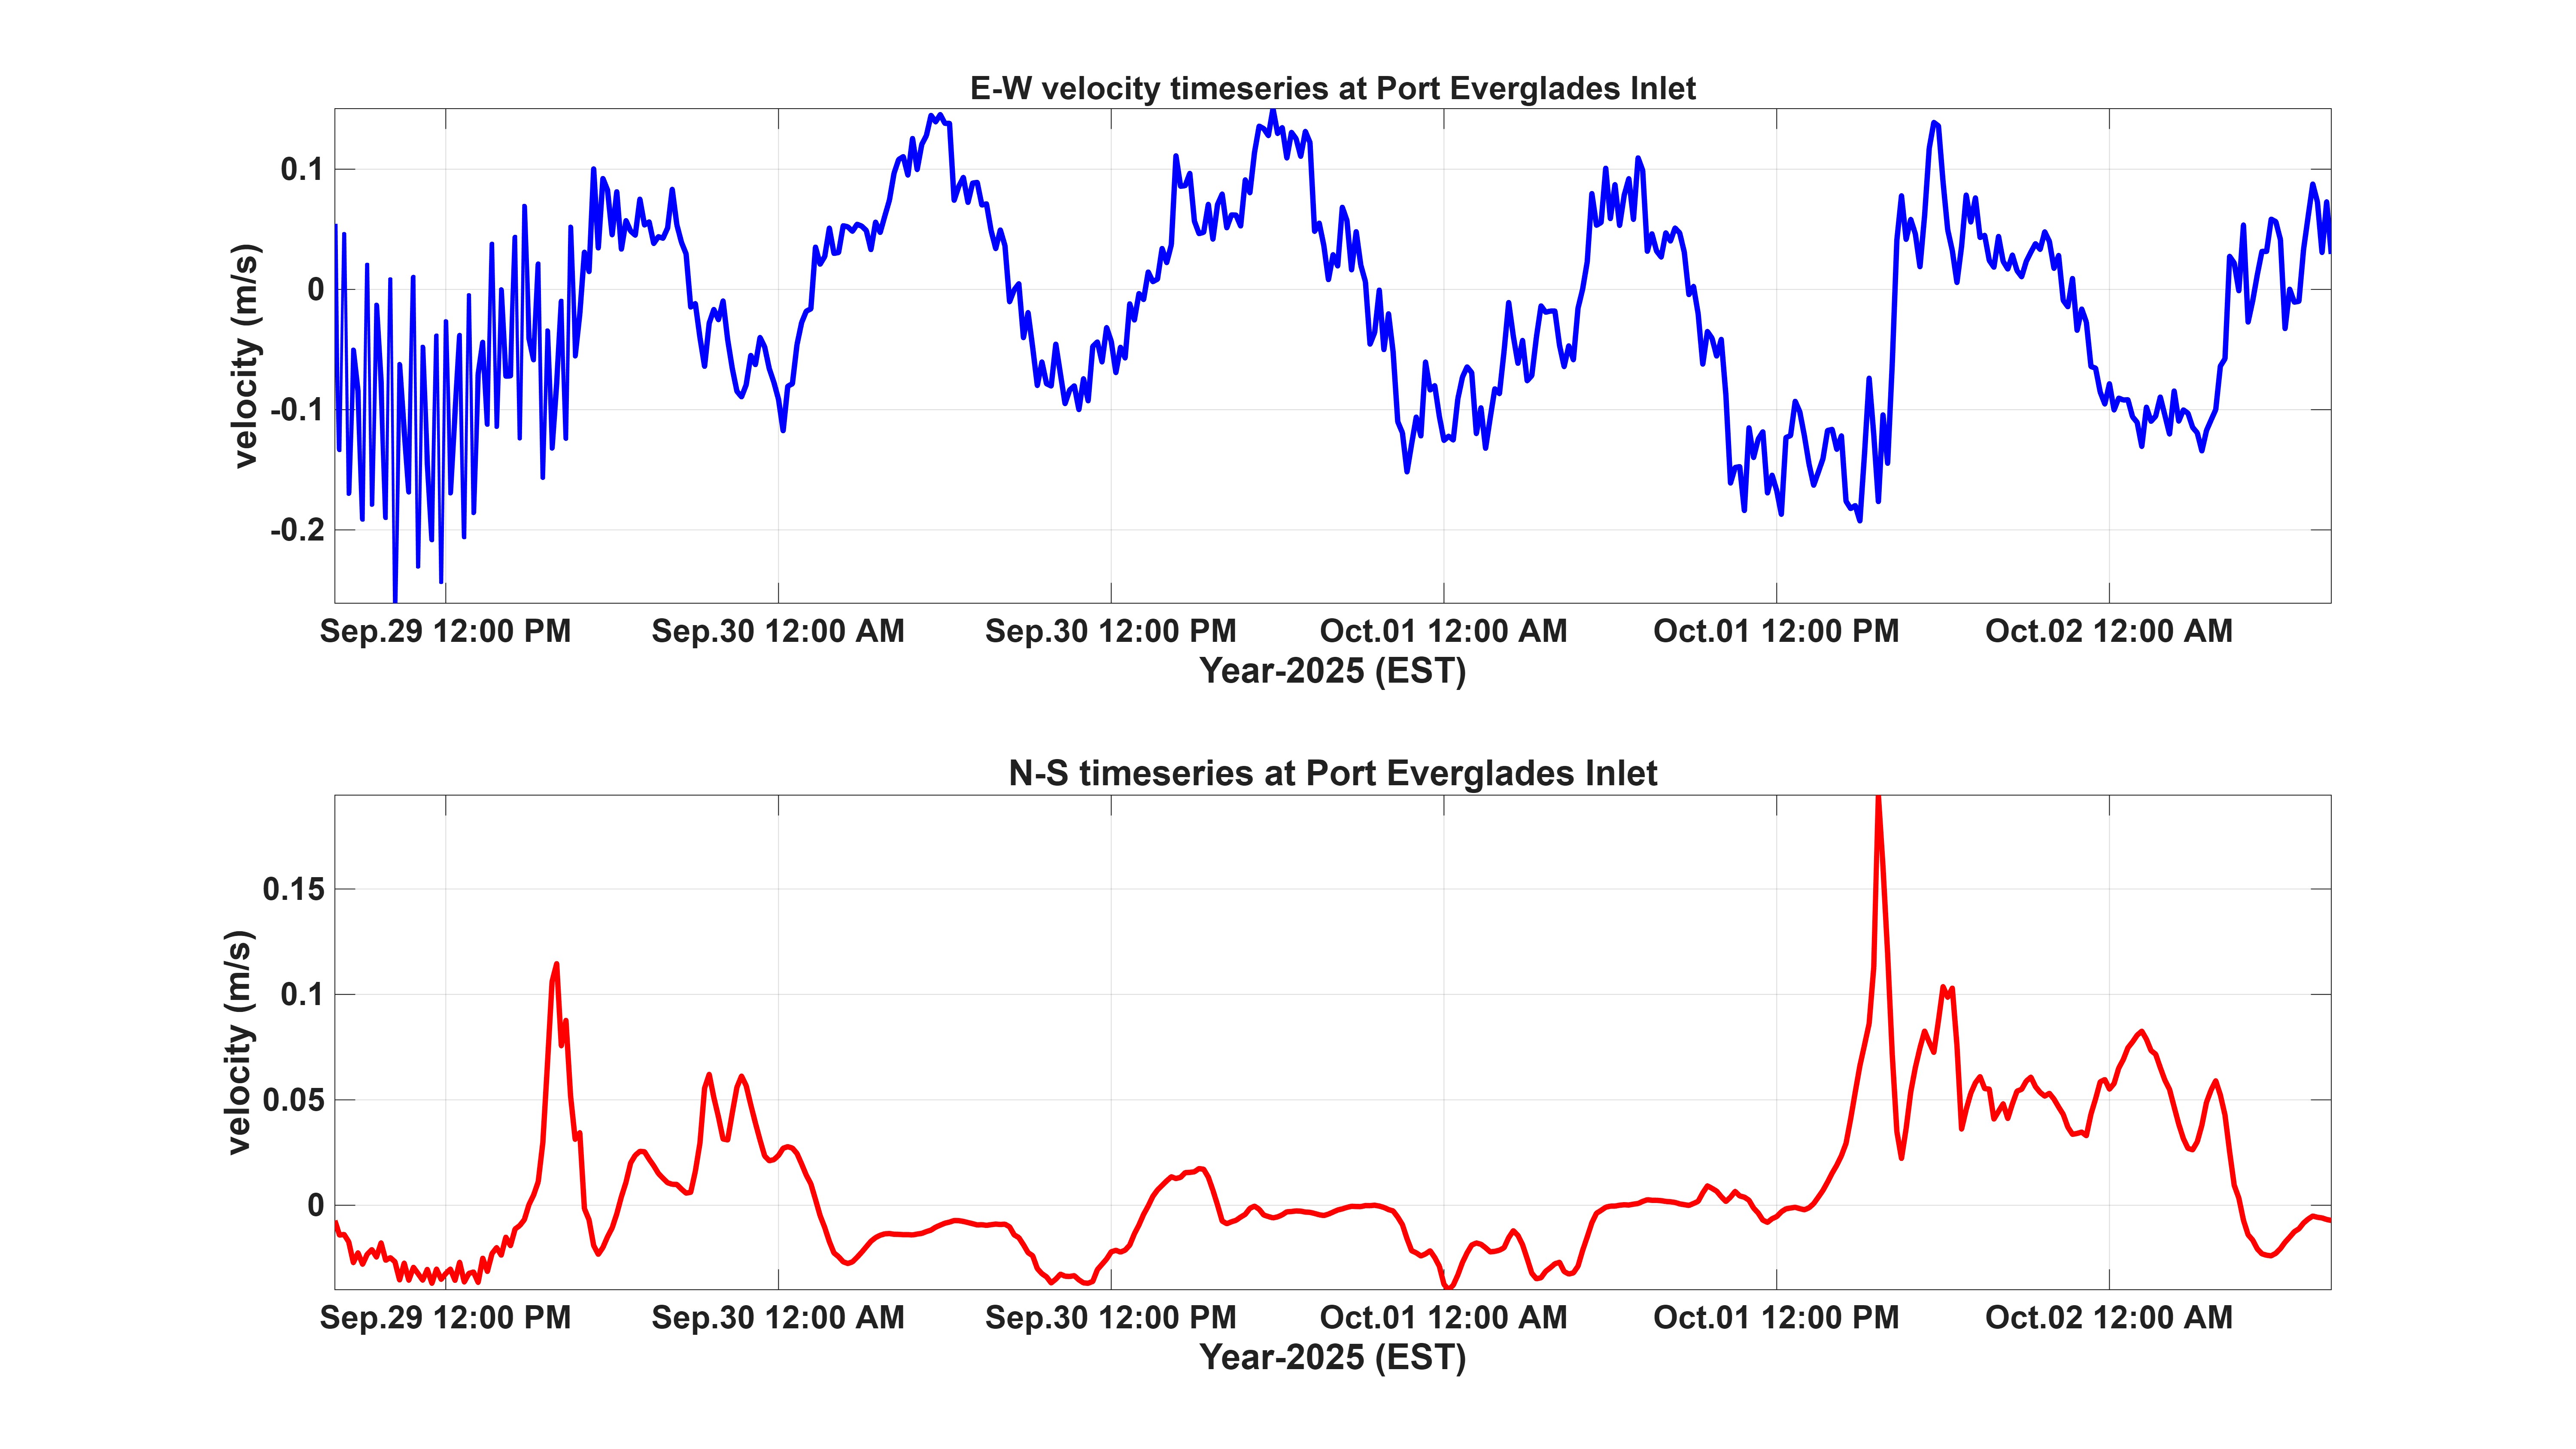 E-W velocity timeseries at Port Everglades Inlet
velocity (m/s)
0.1
0
-0.1
-0.2
Sep.29 12:00 PM Sep.30 12:00 AM Sep.30 12:00 PM Oct.01 12:00 AM Oct.01 12:00 PM Oct.02 12:00 AM
Year-2025 (EST)
N-S timeseries at Port Everglades Inlet
velocity (m/s)
0.15
0.1
0.05
0
Sep.29 12:00 PM Sep.30 12:00 AM Sep.30 12:00 PM Oct.01 12:00 AM Oct.01 12:00 PM Oct.02 12:00 AM
Year-2025 (EST)